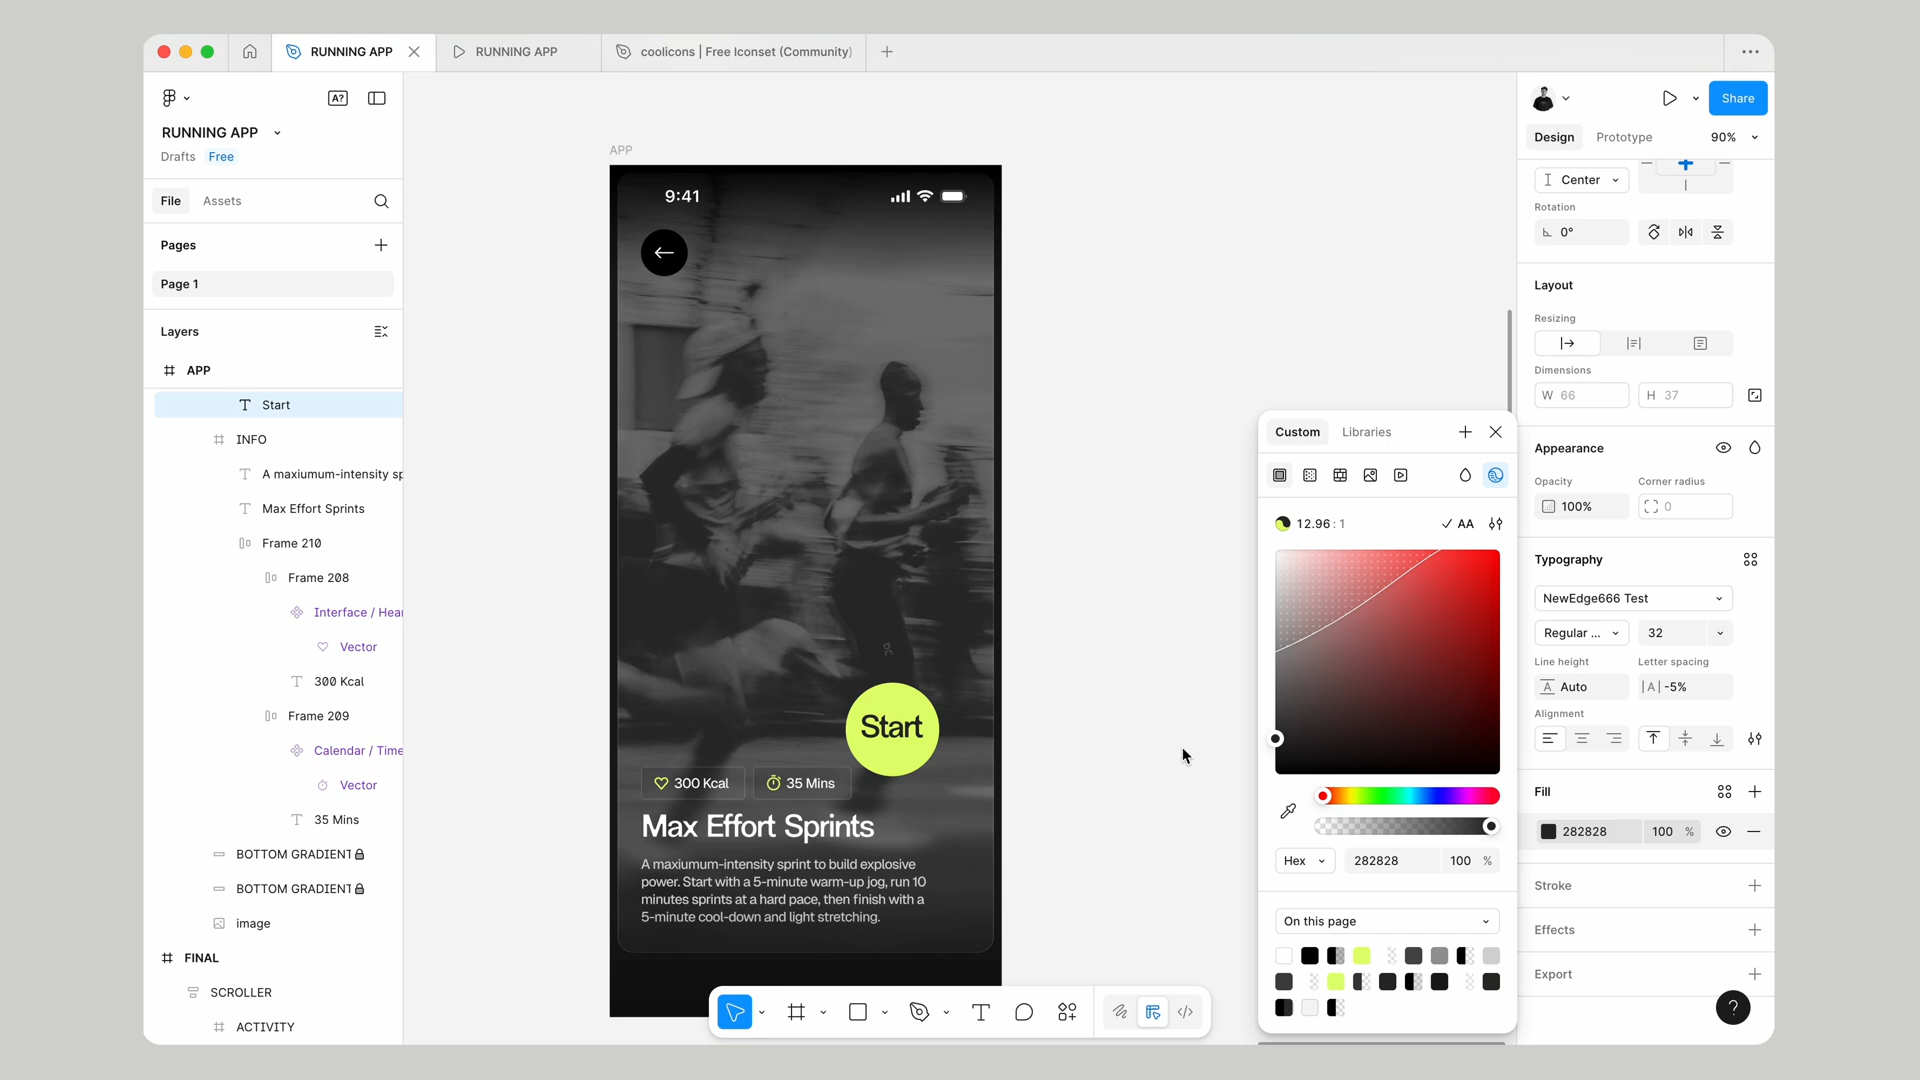 RUNNING APP
RUNNING APP
coolicons | Free Iconset (Community)
A?
RUNNING APP
Drafts
Free
File
Assets
Pages
Page 1
Layers
APP
Start
INFO
A maxiumum-intensity sp
Max Effort Sprints
Frame 210
Frame 208
Interface / Hear
Vector
300 Kcal
Frame 209
Calendar / Time
Vector
35 Mins
BOTTOM GRADIENT
BOTTOM GRADIENT
image
FINAL
SCROLLER
ACTIVITY
APP
9:41
Start
300 Kcal
35 Mins
Max Effort Sprints
A maxiumum-intensity sprint to build explosive
power. Start with a 5-minute warm-up jog, run 10
minutes sprints at a hard pace, then finish with a
5-minute cool-down and light stretching.
Custom
Libraries
12.96 : 1
AA
Hex
282828
100 %
On this page
Share
Design
Prototype
90%
Center
Rotation
0°
Layout
Resizing
Dimensions
W 66
H 37
Appearance
Opacity
Corner radius
100%
0
Typography
NewEdge666 Test
Regular ...
32
Line height
Letter spacing
A Auto
|A| -5%
Alignment
Fill
282828
100 %
Stroke
Effects
Export
?